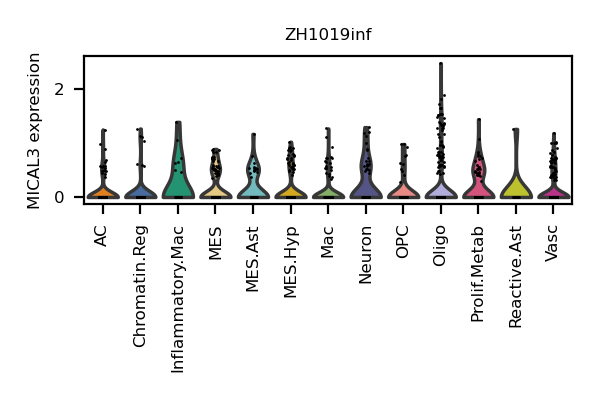 ZH1019inf
MICAL3 expression
2
0
AC
Chromatin.Reg
Inflammatory.Mac
MES
MES.Ast
MES.Hyp
Mac
Neuron
OPC
Oligo
Prolif.Metab
Reactive.Ast
Vasc